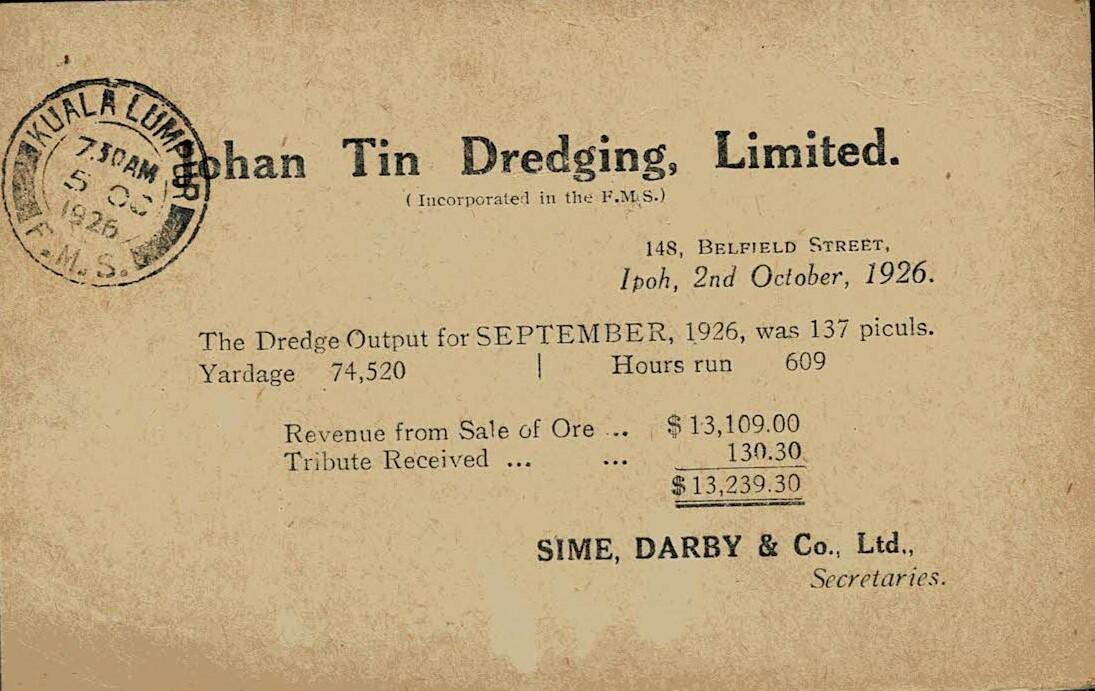 KUALA LUMPUR
7.30AM
5 OC
1926
F.M.S.
Johan Tin Dredging, Limited.
(Incorporated in the F.M.S.)
148, BELFIELD STREET,
Ipoh, 2nd October, 1926.
The Dredge Output for SEPTEMBER, 1926, was 137 piculs.
Yardage 74,520 | Hours run 609
Revenue from Sale of Ore ... $ 13,109.00
Tribute Received ... ... 130.30
$ 13,239.30
SIME, DARBY & Co., Ltd.,
Secretaries.